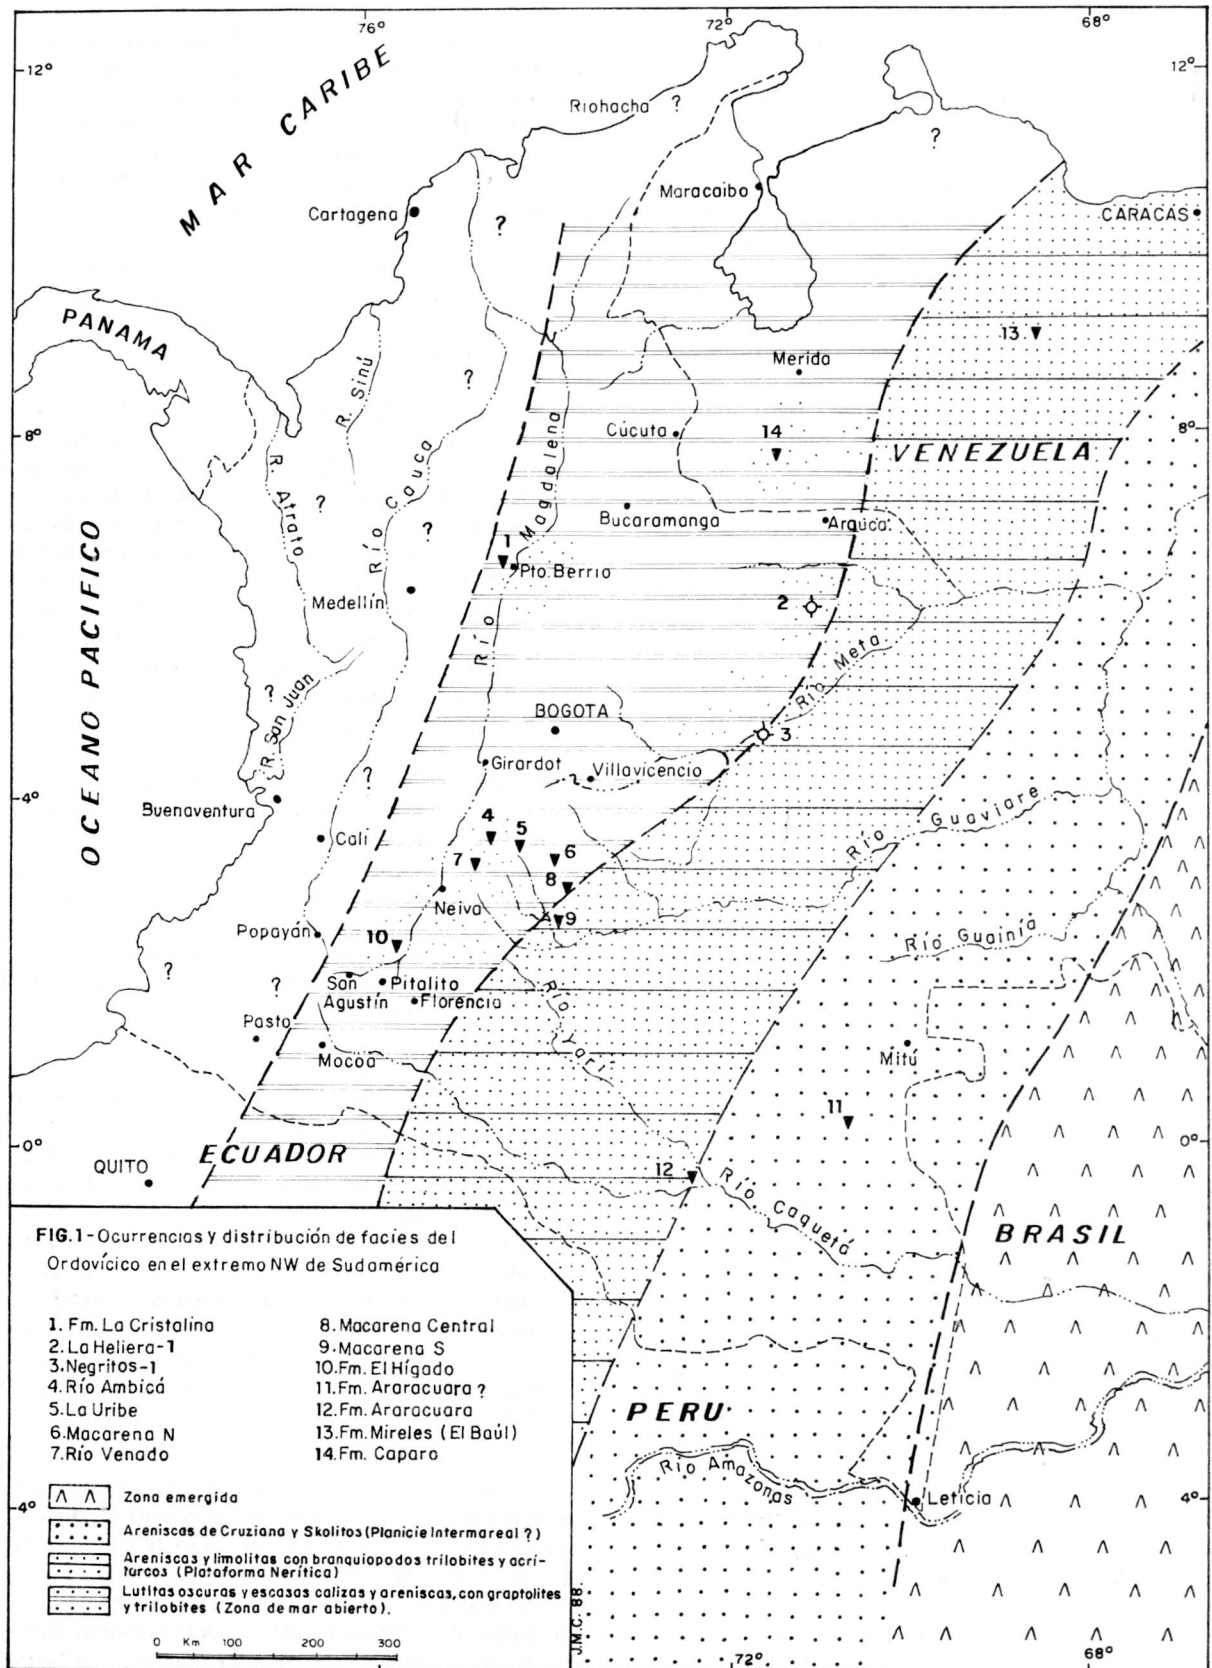 76°
72°
68°
12°
12°
MAR CARIBE
Riohacha
?
?
Maracaibo
Cartagena
?
CARACAS
PANAMA
R. Sinú
13
Merida
?
8°
Cúcuta
14
8°
VENEZUELA
R. Atrato
Río Cauca
Magdalena
?
?
Bucaramanga
Arauca
1
Pto. Berrío
OCEANO PACIFICO
Medellín
2
Río
Río Meta
?
R. San Juan
BOGOTA
3
Girardot
Villavicencio
?
4°
Buenaventura
Río Guaviare
4
5
Cali
7
6
8
Neiva
9
Popayán
10
Río Guainía
?
San Agustín
Pitalito
?
Florencia
Río Yarí
Pasto
Mocoa
Mitú
11
0°
ECUADOR
0°
QUITO
12
Río Caquetá
BRASIL
FIG.1-Ocurrencias y distribución de facies del
Ordovícico en el extremo NW de Sudamérica
1. Fm. La Cristalina
2. La Heliera-1
3. Negritos-1
4. Río Ambicá
5. La Uribe
6. Macarena N
7. Río Venado
8. Macarena Central
9. Macarena S
10. Fm. El Hígado
11. Fm. Araracuara ?
12. Fm. Araracuara
13. Fm. Mireles (El Baúl)
14. Fm. Caparo
PERU
Río Amazonas
Leticia
4°
4°
Zona emergida
Areniscas de Cruziana y Skolitos (Planicie Intermareal ?)
Areniscas y limolitas con branquiopodos trilobites y acri-
turcos (Plataforma Nerítica)
Lutitas oscuras y escasas calizas y areniscas, con graptolites
y trilobites (Zona de mar abierto).
0 Km 100 200 300
J.M.C. 88.
76°
72°
68°